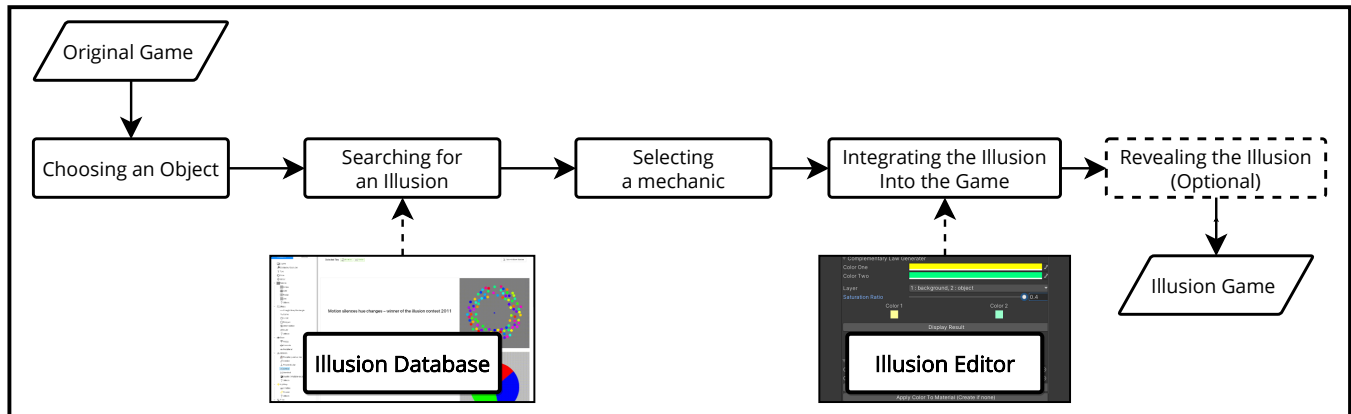 Original Game
Choosing an Object
Searching for
an Illusion
Selecting
a mechanic
Integrating the Illusion
Into the Game
Revealing the Illusion
(Optional)
Illusion Game
Motion silences hue changes – winner of the illusion contest 2011
Illusion Database
Complementary Law Generator
Color One
Color Two
Layer
1 : background, 2 : object
Saturation Ratio
0.4
Color 1
Color 2
Display Result
Illusion Editor
Apply Color To Material (Create if none)